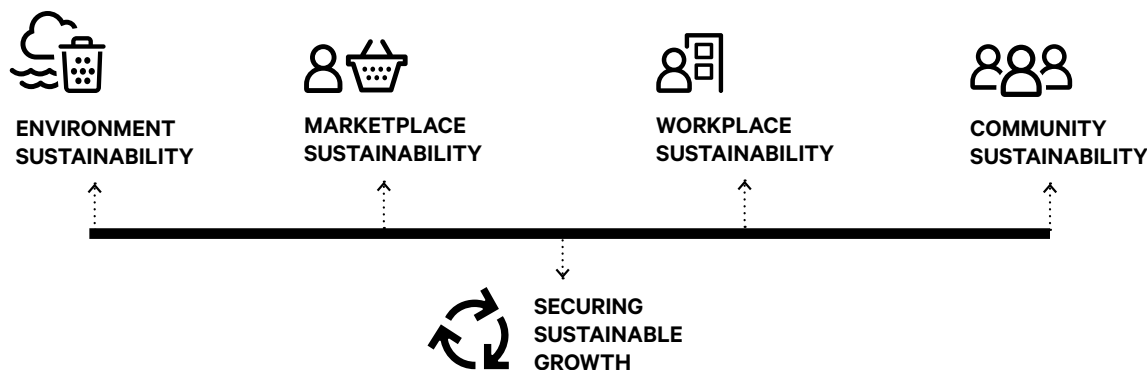 ENVIRONMENT
SUSTAINABILITY
MARKETPLACE
SUSTAINABILITY
WORKPLACE
SUSTAINABILITY
COMMUNITY
SUSTAINABILITY
SECURING
SUSTAINABLE
GROWTH